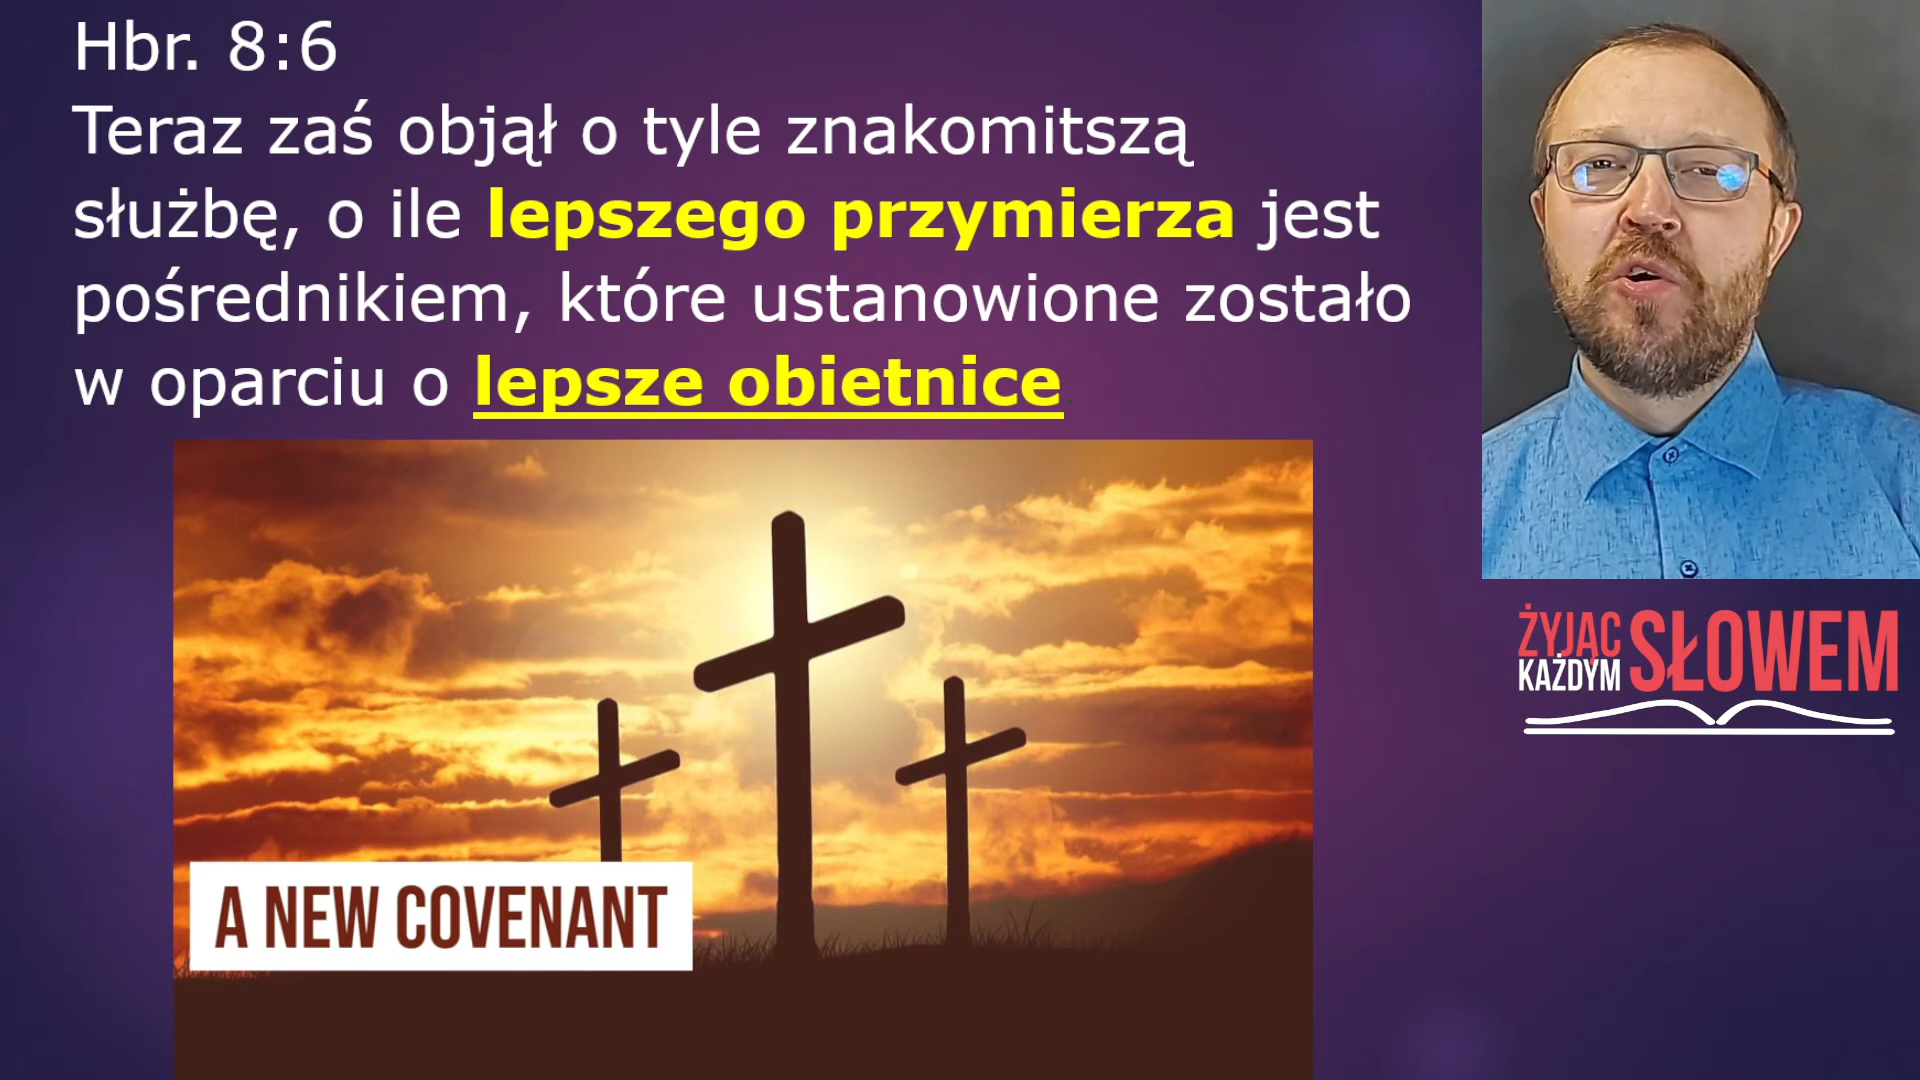 Hbr. 8:6
Teraz zaś objął o tyle znakomitszą
służbę, o ile lepszego przymierza jest
pośrednikiem, które ustanowione zostało
w oparciu o lepsze obietnice.
A NEW COVENANT
ŻYJĄC
KAŻDYM
SŁOWEM